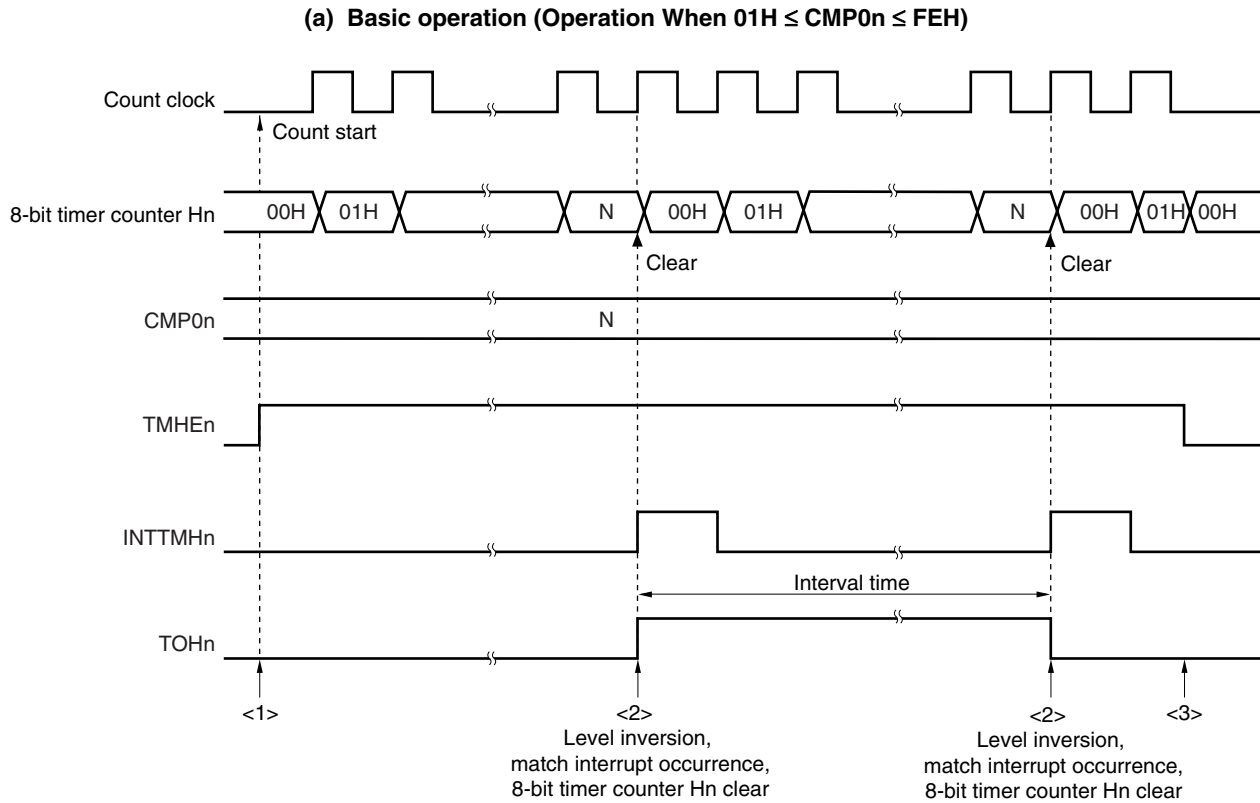 (a) Basic operation (Operation When 01H ≤ CMP0n ≤ FEH)
Count clock
Count start
8-bit timer counter Hn
00H 01H N 00H 01H N 00H 01H 00H
Clear Clear
CMP0n
N
TMHEn
INTTMHn
Interval time
TOHn
<1> <2> <2> <3>
Level inversion,
match interrupt occurrence,
8-bit timer counter Hn clear
Level inversion,
match interrupt occurrence,
8-bit timer counter Hn clear